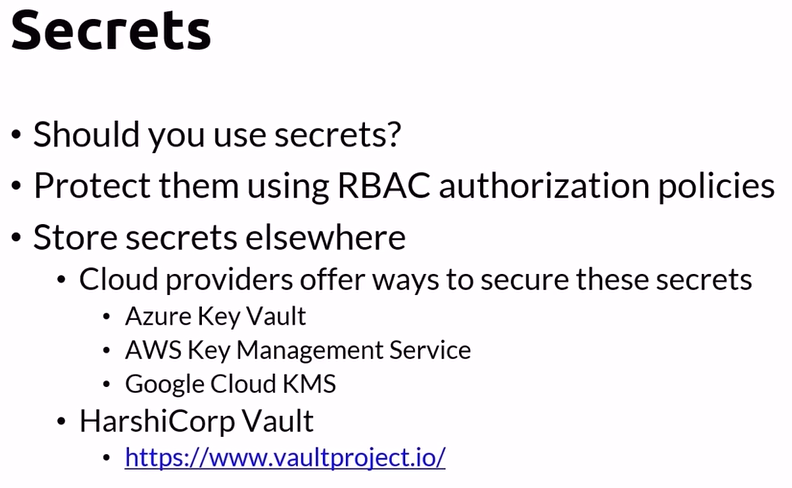 Secrets
• Should you use secrets?
• Protect them using RBAC authorization policies
• Store secrets elsewhere
• Cloud providers offer ways to secure these secrets
• Azure Key Vault
• AWS Key Management Service
• Google Cloud KMS
• HarshiCorp Vault
• https://www.vaultproject.io/